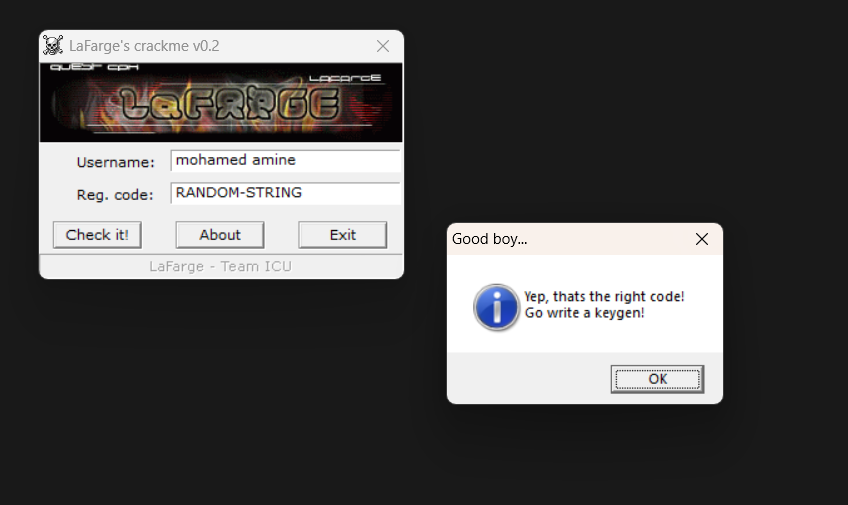 LaFarge's crackme v0.2
QUEST CPH
LAFARGE
LaFARGE
Username: mohamed amine
Reg. code: RANDOM-STRING
Check it! About Exit
LaFarge - Team ICU
Good boy...
Yep, thats the right code!
Go write a keygen!
OK